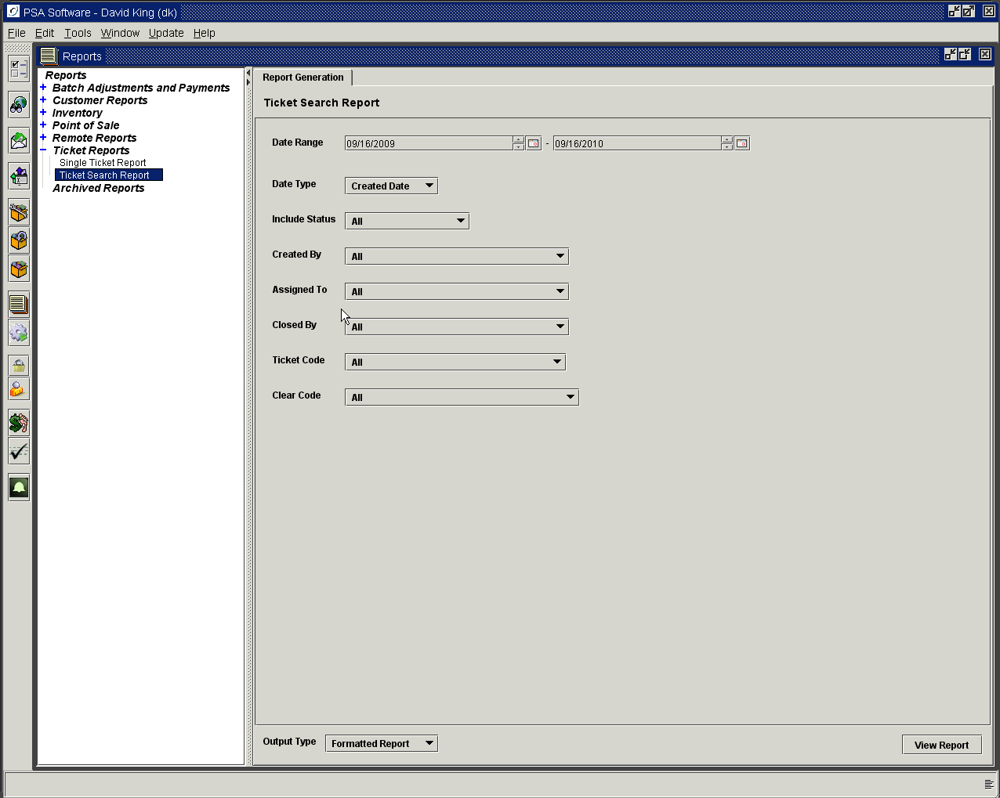 PSA Software - David King (dk)
File Edit Tools Window Update Help
Reports
Reports
Batch Adjustments and Payments
Customer Reports
Inventory
Point of Sale
Remote Reports
Ticket Reports
Single Ticket Report
Ticket Search Report
Archived Reports
Report Generation
Ticket Search Report
Date Range 09/16/2009 - 09/16/2010
Date Type Created Date
Include Status All
Created By All
Assigned To All
Closed By All
Ticket Code All
Clear Code All
Output Type Formatted Report View Report